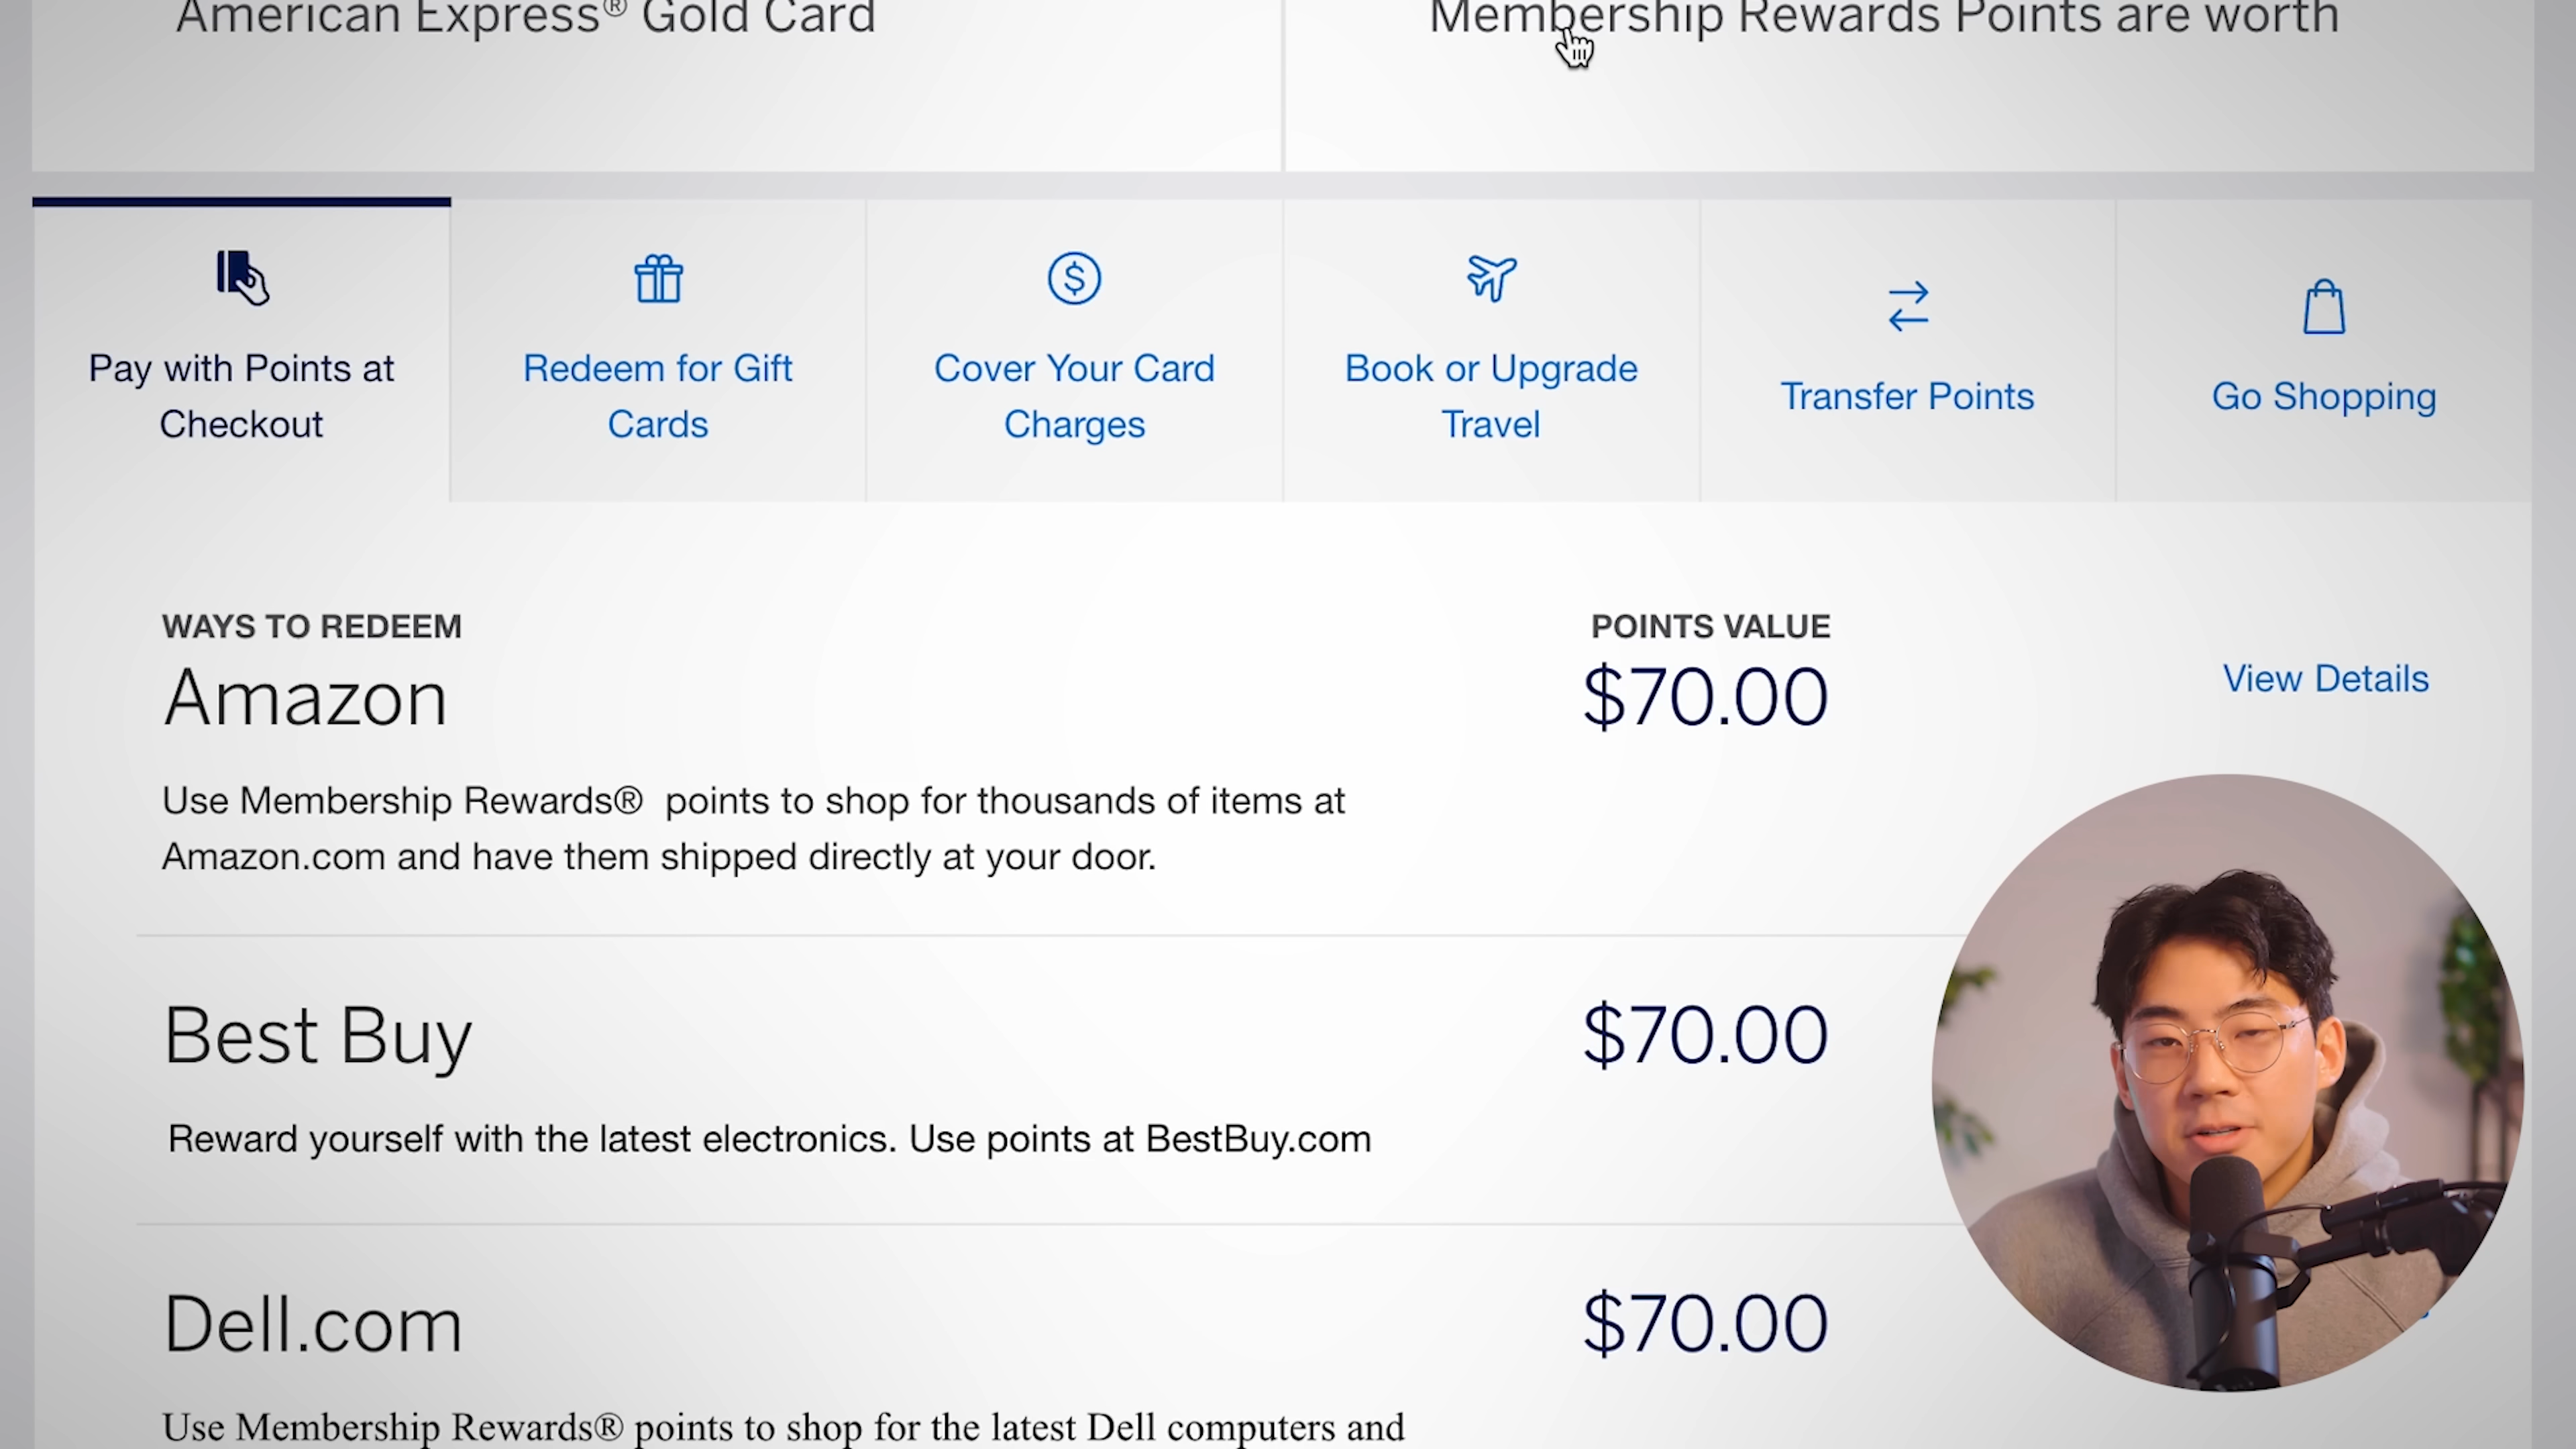 American Express® Gold Card
Membership Rewards Points are worth
Pay with Points at
Checkout
Redeem for Gift
Cards
Cover Your Card
Charges
Book or Upgrade
Travel
Transfer Points
Go Shopping
WAYS TO REDEEM
POINTS VALUE
Amazon
$70.00
View Details
Use Membership Rewards® points to shop for thousands of items at
Amazon.com and have them shipped directly at your door.
Best Buy
$70.00
Reward yourself with the latest electronics. Use points at BestBuy.com
Dell.com
$70.00
Use Membership Rewards® points to shop for the latest Dell computers and